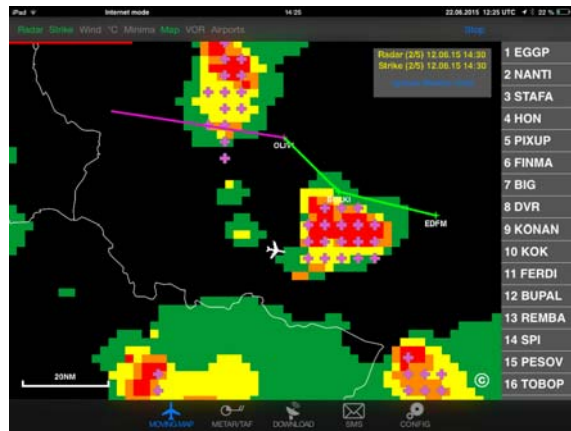 iPad Internet mode 14:25 22.06.2015 12:25 UTC 22 %
Radar Strike Wind °C Minima Map VOR Airports Stop
Radar (2/5) 12.06.15 14:30
Strike (2/5) 12.06.15 14:30
1 EGGP
2 NANTI
3 STAFA
4 HON
5 PIXUP
6 FINMA
7 BIG
8 DVR
9 KONAN
10 KOK
11 FERDI
12 BUPAL
13 REMBA
14 SPI
15 PESOV
16 TOBOP
EDFM
20NM
©
MOVING MAP METAR/TAF DOWNLOAD SMS CONFIG